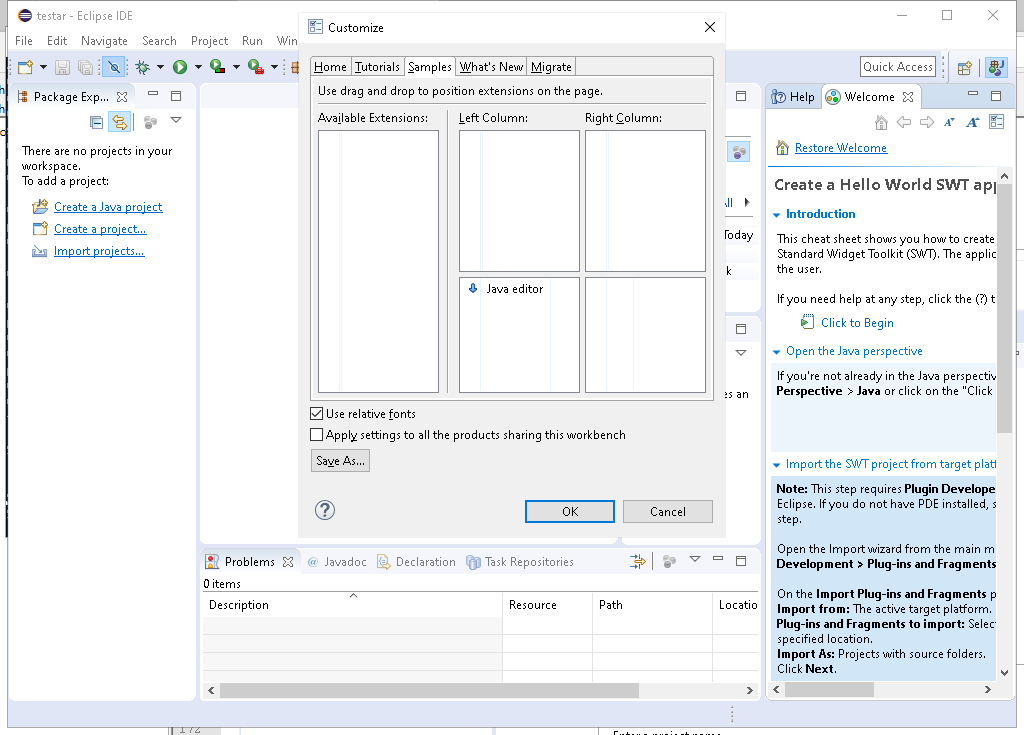 testar - Eclipse IDE
File Edit Navigate Search Project Run Win
Quick Access
Package Exp...
There are no projects in your
workspace.
To add a project:
Create a Java project
Create a project...
Import projects...
Customize
Home Tutorials Samples What's New Migrate
Use drag and drop to position extensions on the page.
Available Extensions: Left Column: Right Column:
Java editor
Use relative fonts
Apply settings to all the products sharing this workbench
Save As...
OK Cancel
Today
es an
Help Welcome
Restore Welcome
Create a Hello World SWT app
Introduction
This cheat sheet shows you how to create
Standard Widget Toolkit (SWT). The applic
the user.
If you need help at any step, click the (?) t
Click to Begin
Open the Java perspective
If you're not already in the Java perspectiv
Perspective > Java or click on the "Click
Import the SWT project from target platf
Note: This step requires Plugin Develope
Eclipse. If you do not have PDE installed, s
step.
Open the Import wizard from the main m
Development > Plug-ins and Fragments
On the Import Plug-ins and Fragments p
Import from: The active target platform.
Plug-ins and Fragments to import: Selec
specified location.
Import As: Projects with source folders.
Click Next.
Problems @ Javadoc Declaration Task Repositories
0 items
Description Resource Path Locatio
172